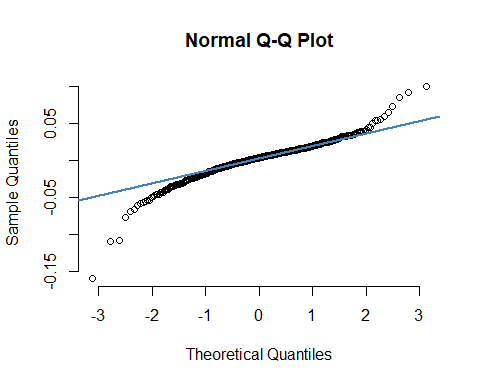 Normal Q-Q Plot
Sample Quantiles
0.05
-0.05
-0.15
-3 -2 -1 0 1 2 3
Theoretical Quantiles